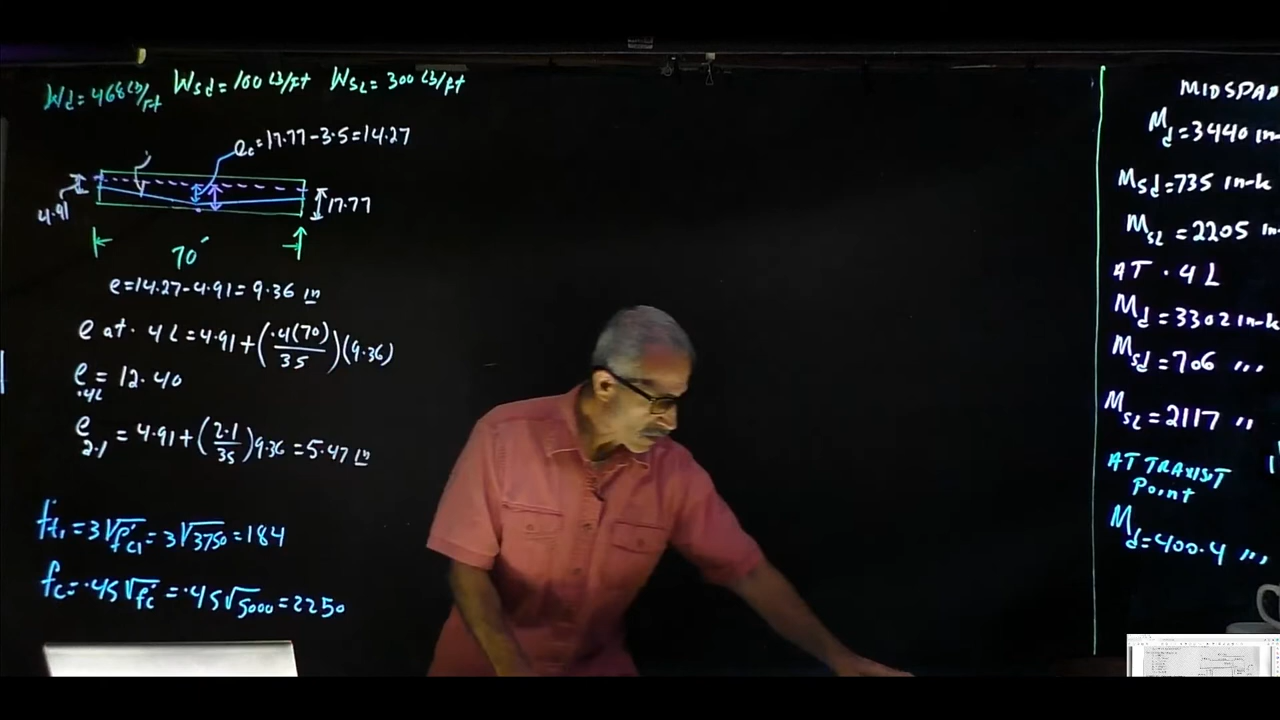 Wd=468 LB/FT Wsd=100 LB/FT WSL=300 LB/FT
ec=17.77-3.5=14.27
4.91
17.77
70'
e=14.27-4.91=9.36 in
e at .4L=4.91+(.4(70)/35)(9.36)
e.4L=12.40
e2.1=4.91+(2.1/35)9.36=5.47 in
fti=3√f'ci=3√3750=184
fc=.45√f'c=.45√5000=2250
MIDSPAN
Md=3440 in-
Msd=735 in-k
MSL=2205 in-
AT .4L
Md=3302 in-k
Msd=706 ,,,
MSL=2117 ,,
AT TRANSIT
Point
Md=400.4 ,,,